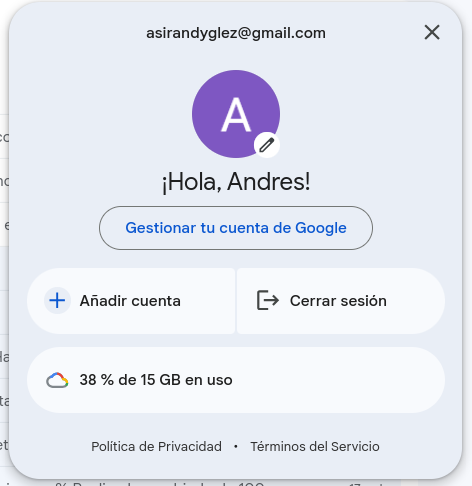 asirandyglez@gmail.com
A
¡Hola, Andres!
Gestionar tu cuenta de Google
Añadir cuenta
Cerrar sesión
38 % de 15 GB en uso
Política de Privacidad • Términos del Servicio